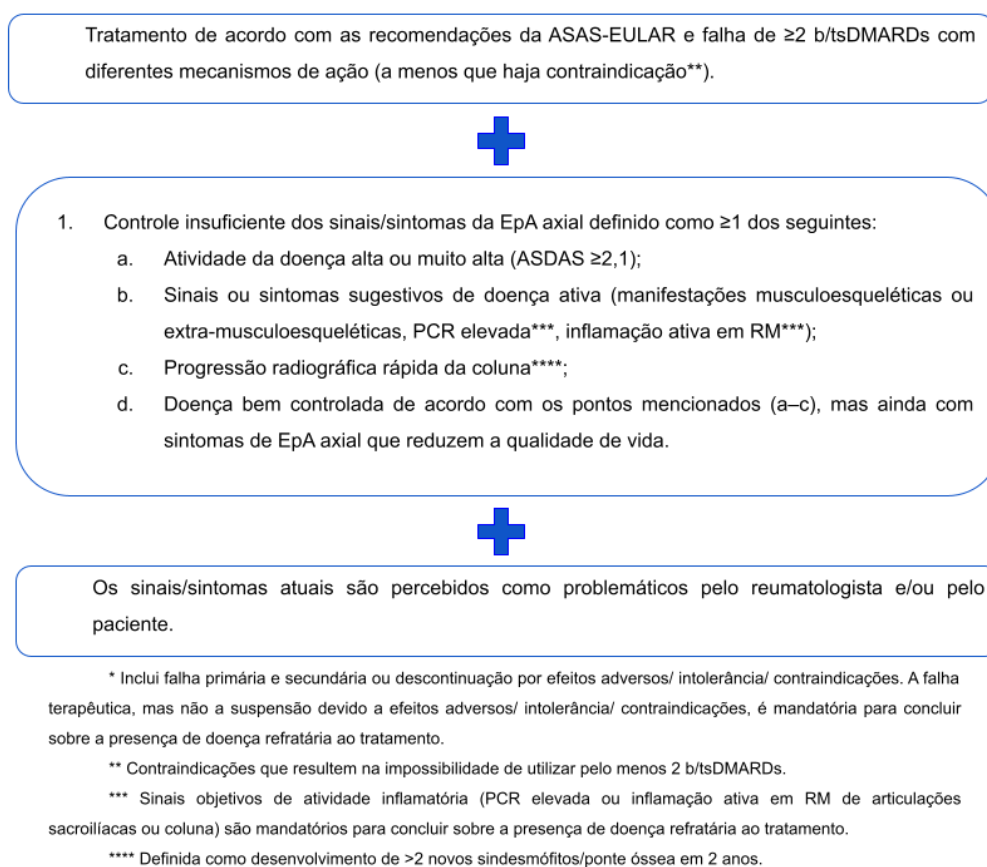 Tratamento de acordo com as recomendações da ASAS-EULAR e falha de ≥2 b/tsDMARDs com
diferentes mecanismos de ação (a menos que haja contraindicação**).
1. Controle insuficiente dos sinais/sintomas da EpA axial definido como ≥1 dos seguintes:
a. Atividade da doença alta ou muito alta (ASDAS ≥2,1);
b. Sinais ou sintomas sugestivos de doença ativa (manifestações musculoesqueléticas ou
extra-musculoesqueléticas, PCR elevada***, inflamação ativa em RM***);
c. Progressão radiográfica rápida da coluna****;
d. Doença bem controlada de acordo com os pontos mencionados (a–c), mas ainda com
sintomas de EpA axial que reduzem a qualidade de vida.
Os sinais/sintomas atuais são percebidos como problemáticos pelo reumatologista e/ou pelo
paciente.
* Inclui falha primária e secundária ou descontinuação por efeitos adversos/ intolerância/ contraindicações. A falha
terapêutica, mas não a suspensão devido a efeitos adversos/ intolerância/ contraindicações, é mandatória para concluir
sobre a presença de doença refratária ao tratamento.
** Contraindicações que resultem na impossibilidade de utilizar pelo menos 2 b/tsDMARDs.
*** Sinais objetivos de atividade inflamatória (PCR elevada ou inflamação ativa em RM de articulações
sacroilíacas ou coluna) são mandatórios para concluir sobre a presença de doença refratária ao tratamento.
**** Definida como desenvolvimento de >2 novos sindesmófitos/ponte óssea em 2 anos.